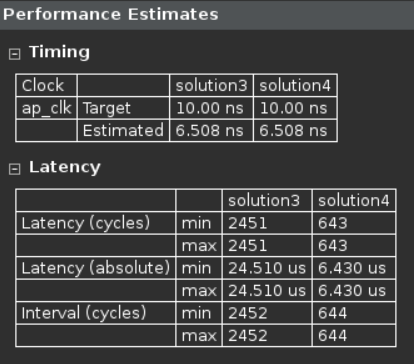 Performance Estimates
Timing
Clock solution3 solution4
ap_clk Target 10.00 ns 10.00 ns
Estimated 6.508 ns 6.508 ns
Latency
solution3 solution4
Latency (cycles) min 2451 643
max 2451 643
Latency (absolute) min 24.510 us 6.430 us
max 24.510 us 6.430 us
Interval (cycles) min 2452 644
max 2452 644